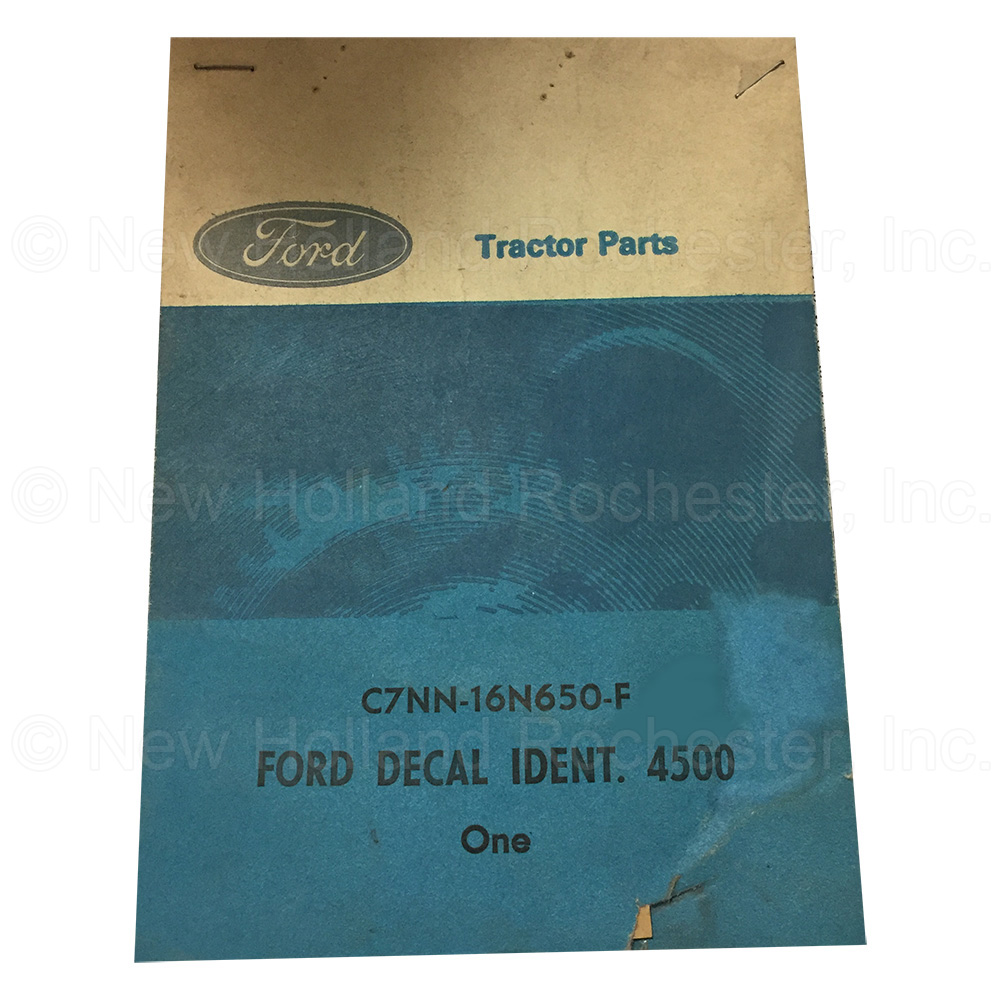 Ford
Tractor Parts
© New Holland Rochester, Inc.
© New Holland Rochester, Inc.
C7NN-16N650-F
© New Holland Rochester, Inc.
FORD DECAL IDENT. 4500
One